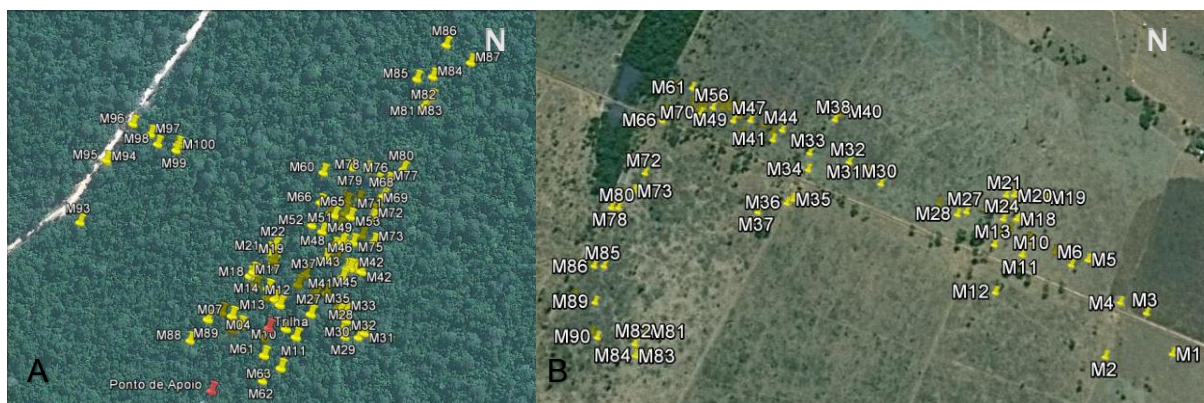 N
M86
M87
M85 M84
M82
M81 M83
M96
M97
M98
M100
M95 M94
M99
M93
M60 M78 M76 M80
M79 M68 M77
M66 M65 M71 M69
M52 M51 M53 M72
M22 M49
M21 M19 M48 M46 M75 M73
M43
M18 M17 M37 M42
M14 M12 M41 M45 M42
M07 M13 M27 M35 M33
M04 Trilha M28
M88 M89 M10 M30 M32 M31
M61 M11 M29
M63
Ponto de Apoio M62
A
N
M61 M56
M70 M47 M44 M38 M40
M66 M49
M41 M33
M32
M72 M34 M31 M30
M80 M73
M78 M36 M35
M37
M27 M21 M20 M19
M28 M24 M18
M13 M10
M6 M5
M85 M11
M86
M12
M89 M4 M3
M90 M82 M81
M84 M83 M2 M1
B